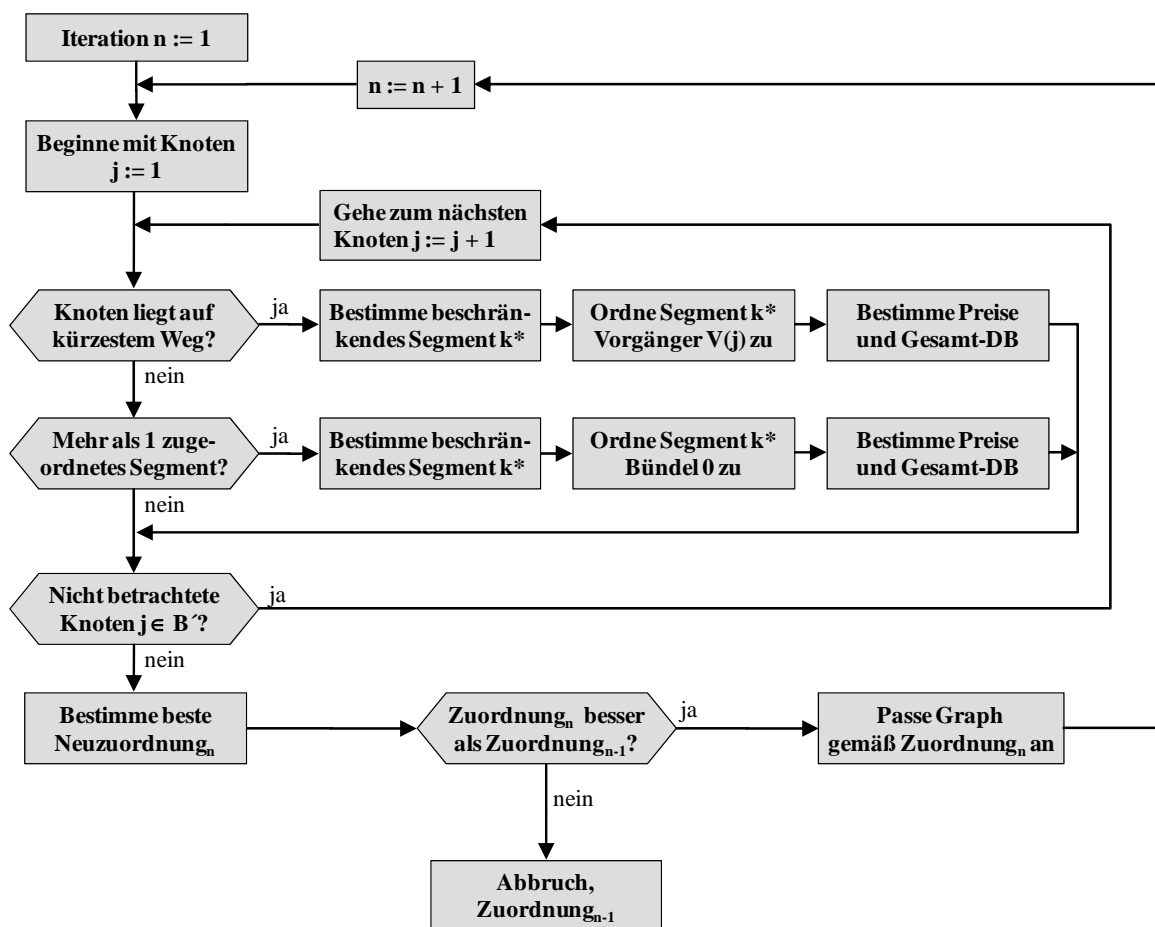 Iteration n := 1
n := n + 1
Beginne mit Knoten
j := 1
Gehe zum nächsten
Knoten j := j + 1
Knoten liegt auf
kürzestem Weg?
ja
Bestimme beschrän-
kendes Segment k*
Ordne Segment k*
Vorgänger V(j) zu
Bestimme Preise
und Gesamt-DB
nein
Mehr als 1 zuge-
ordnetes Segment?
ja
Bestimme beschrän-
kendes Segment k*
Ordne Segment k*
Bündel 0 zu
Bestimme Preise
und Gesamt-DB
nein
Nicht betrachtete
Knoten j ∈ B´?
ja
nein
Bestimme beste
Neuzuordnungₙ
Zuordnungₙ besser
als Zuordnungₙ₋₁?
ja
Passe Graph
gemäß Zuordnungₙ an
nein
Abbruch,
Zuordnungₙ₋₁